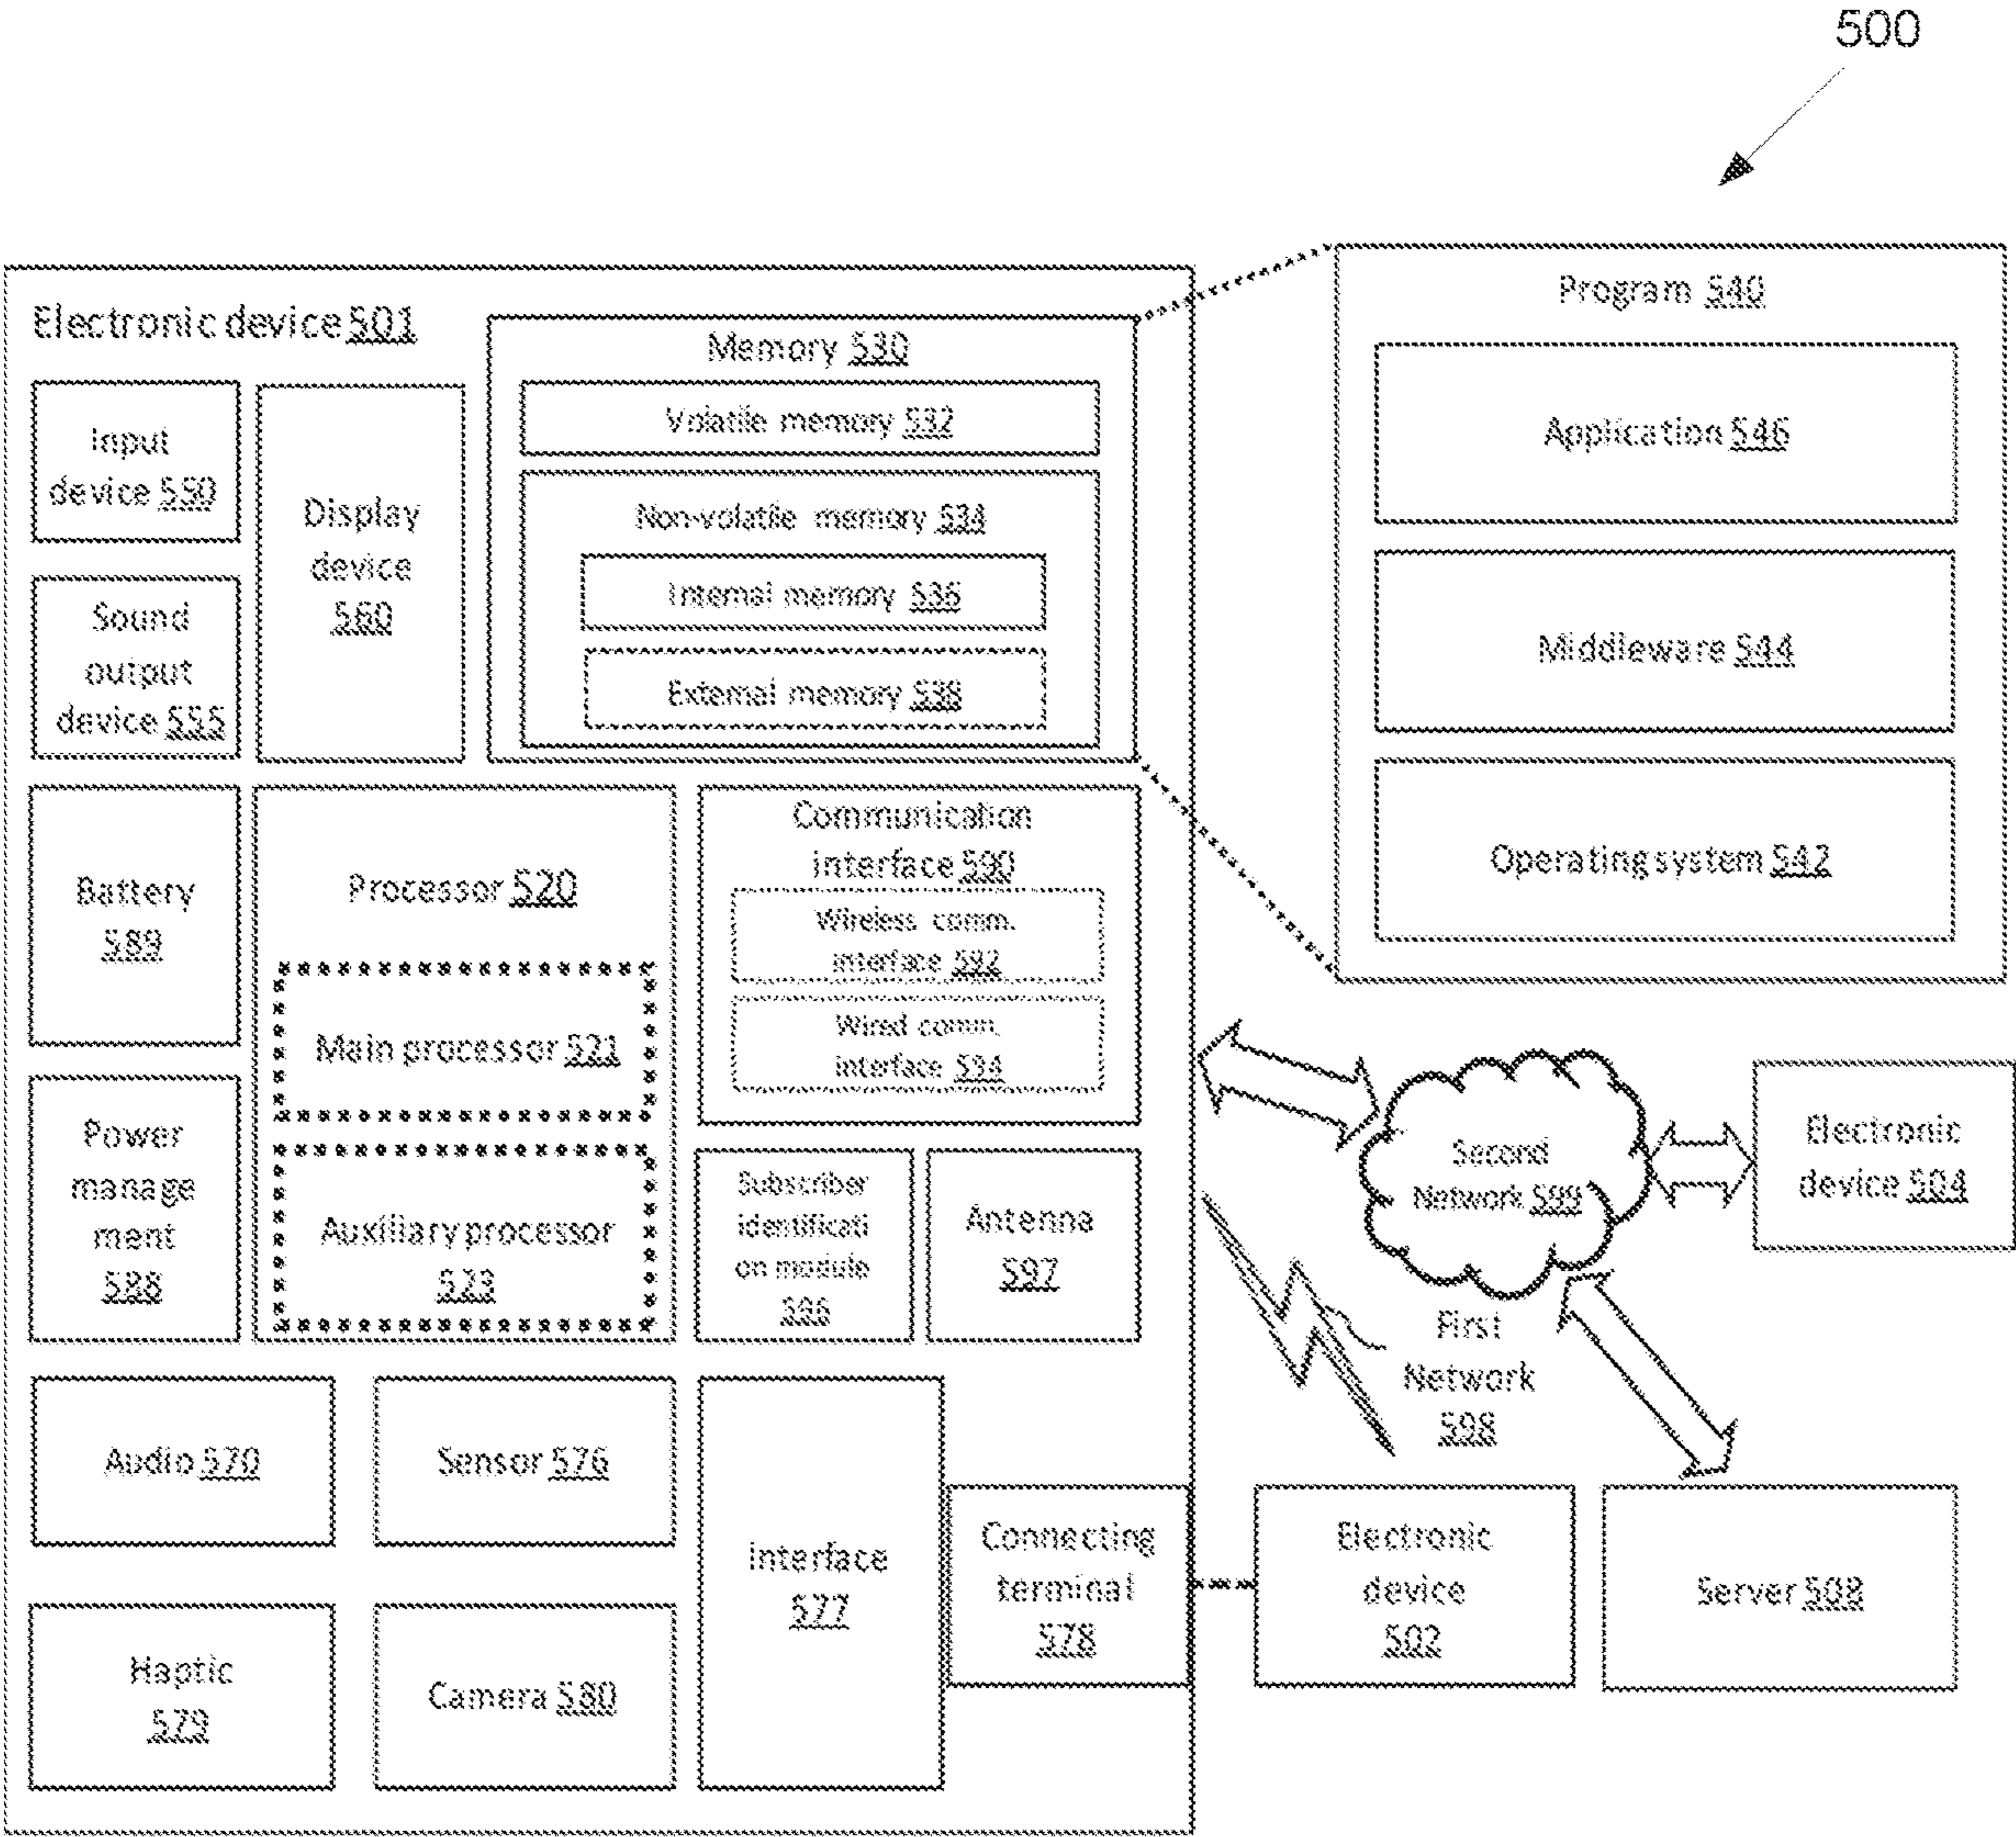 500
Electronic device 501
Memory 530
Volatile memory 532
Non-volatile memory 534
Internal memory 536
External memory 538
Input
device 550
Display
device
560
Sound
output
device 555
Program 540
Application 546
Middleware 544
Operating system 542
Battery
589
Processor 520
Main processor 521
Auxiliary processor
523
Communication
interface 590
Wireless comm.
interface 592
Wired comm.
interface 594
Power
manage
ment
588
Subscriber
identificati
on module
596
Antenna
597
Second
Network 599
Electronic
device 504
First
Network
598
Audio 570
Sensor 576
Interface
577
Connecting
terminal
578
Electronic
device
502
Server 508
Haptic
579
Camera 580